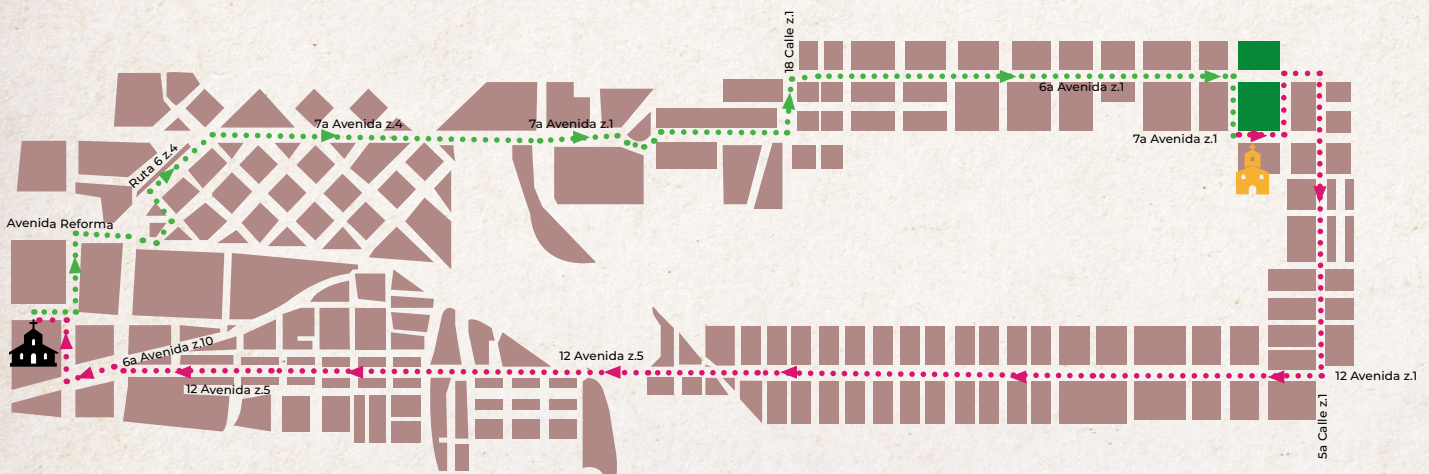 18 Calle z.1
6a Avenida z.1
7a Avenida z.4
7a Avenida z.1
7a Avenida z.1
Ruta 6 z.4
Avenida Reforma
6a Avenida z.10
12 Avenida z.5
12 Avenida z.5
12 Avenida z.1
5a Calle z.1